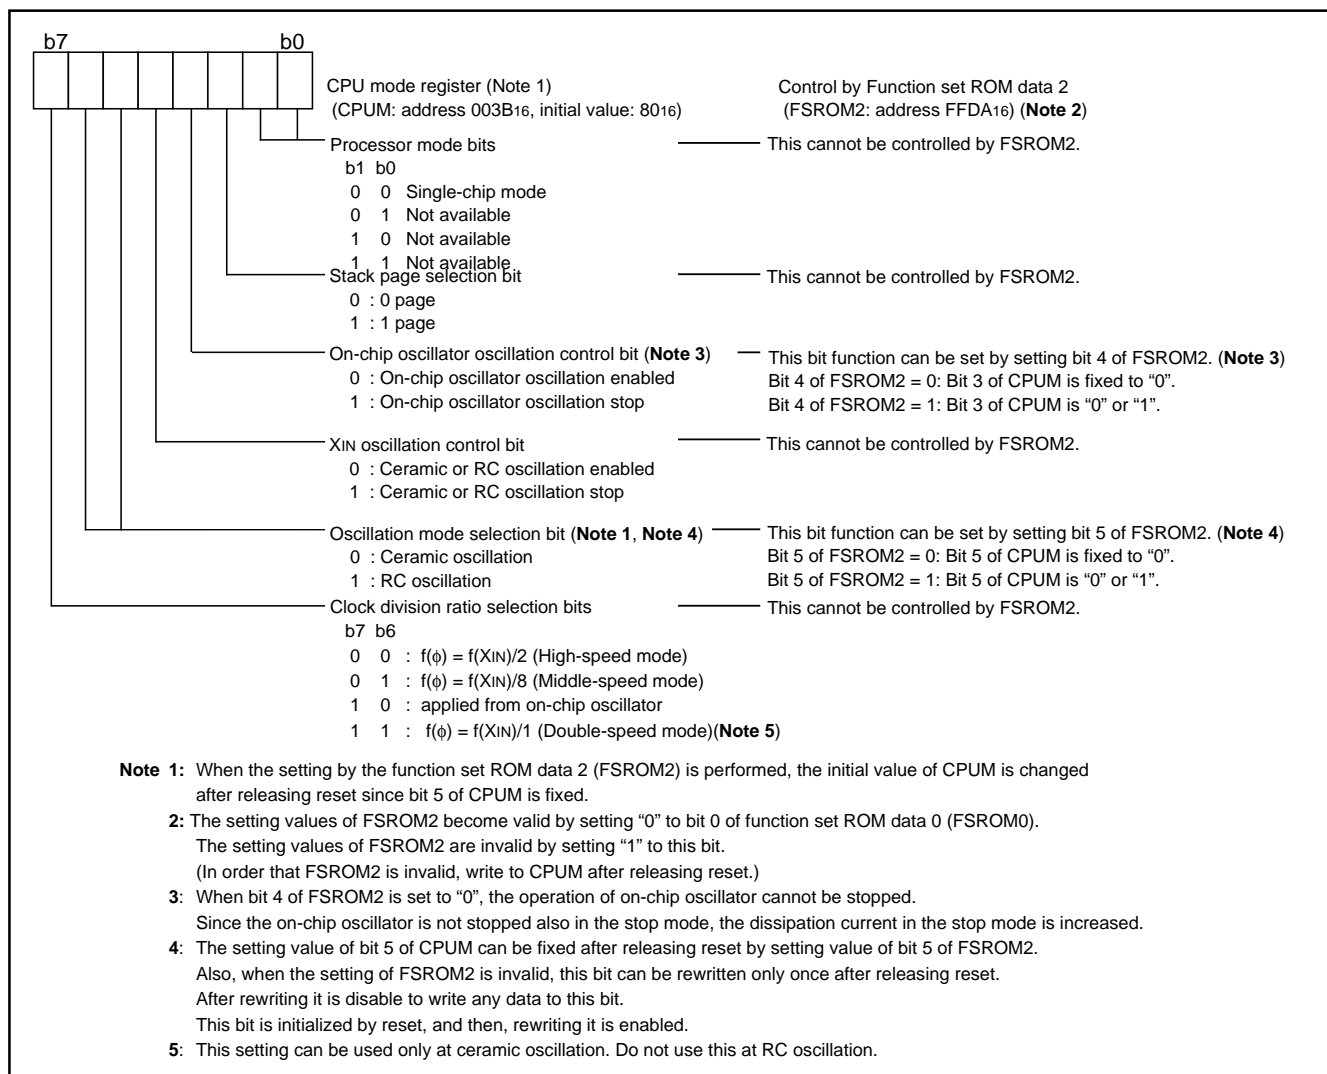 b7 b0
CPU mode register (Note 1) Control by Function set ROM data 2
(CPUM: address 003B16, initial value: 8016) (FSROM2: address FFDA16) (Note 2)
Processor mode bits This cannot be controlled by FSROM2.
b1 b0
0 0 Single-chip mode
0 1 Not available
1 0 Not available
1 1 Not available
Stack page selection bit This cannot be controlled by FSROM2.
0 : 0 page
1 : 1 page
On-chip oscillator oscillation control bit (Note 3) This bit function can be set by setting bit 4 of FSROM2. (Note 3)
0 : On-chip oscillator oscillation enabled Bit 4 of FSROM2 = 0: Bit 3 of CPUM is fixed to “0”.
1 : On-chip oscillator oscillation stop Bit 4 of FSROM2 = 1: Bit 3 of CPUM is “0” or “1”.
XIN oscillation control bit This cannot be controlled by FSROM2.
0 : Ceramic or RC oscillation enabled
1 : Ceramic or RC oscillation stop
Oscillation mode selection bit (Note 1, Note 4) This bit function can be set by setting bit 5 of FSROM2. (Note 4)
0 : Ceramic oscillation Bit 5 of FSROM2 = 0: Bit 5 of CPUM is fixed to “0”.
1 : RC oscillation Bit 5 of FSROM2 = 1: Bit 5 of CPUM is “0” or “1”.
Clock division ratio selection bits This cannot be controlled by FSROM2.
b7 b6
0 0 : f(φ) = f(XIN)/2 (High-speed mode)
0 1 : f(φ) = f(XIN)/8 (Middle-speed mode)
1 0 : applied from on-chip oscillator
1 1 : f(φ) = f(XIN)/1 (Double-speed mode)(Note 5)
Note 1: When the setting by the function set ROM data 2 (FSROM2) is performed, the initial value of CPUM is changed
after releasing reset since bit 5 of CPUM is fixed.
2: The setting values of FSROM2 become valid by setting “0” to bit 0 of function set ROM data 0 (FSROM0).
The setting values of FSROM2 are invalid by setting “1” to this bit.
(In order that FSROM2 is invalid, write to CPUM after releasing reset.)
3: When bit 4 of FSROM2 is set to “0”, the operation of on-chip oscillator cannot be stopped.
Since the on-chip oscillator is not stopped also in the stop mode, the dissipation current in the stop mode is increased.
4: The setting value of bit 5 of CPUM can be fixed after releasing reset by setting value of bit 5 of FSROM2.
Also, when the setting of FSROM2 is invalid, this bit can be rewritten only once after releasing reset.
After rewriting it is disable to write any data to this bit.
This bit is initialized by reset, and then, rewriting it is enabled.
5: This setting can be used only at ceramic oscillation. Do not use this at RC oscillation.